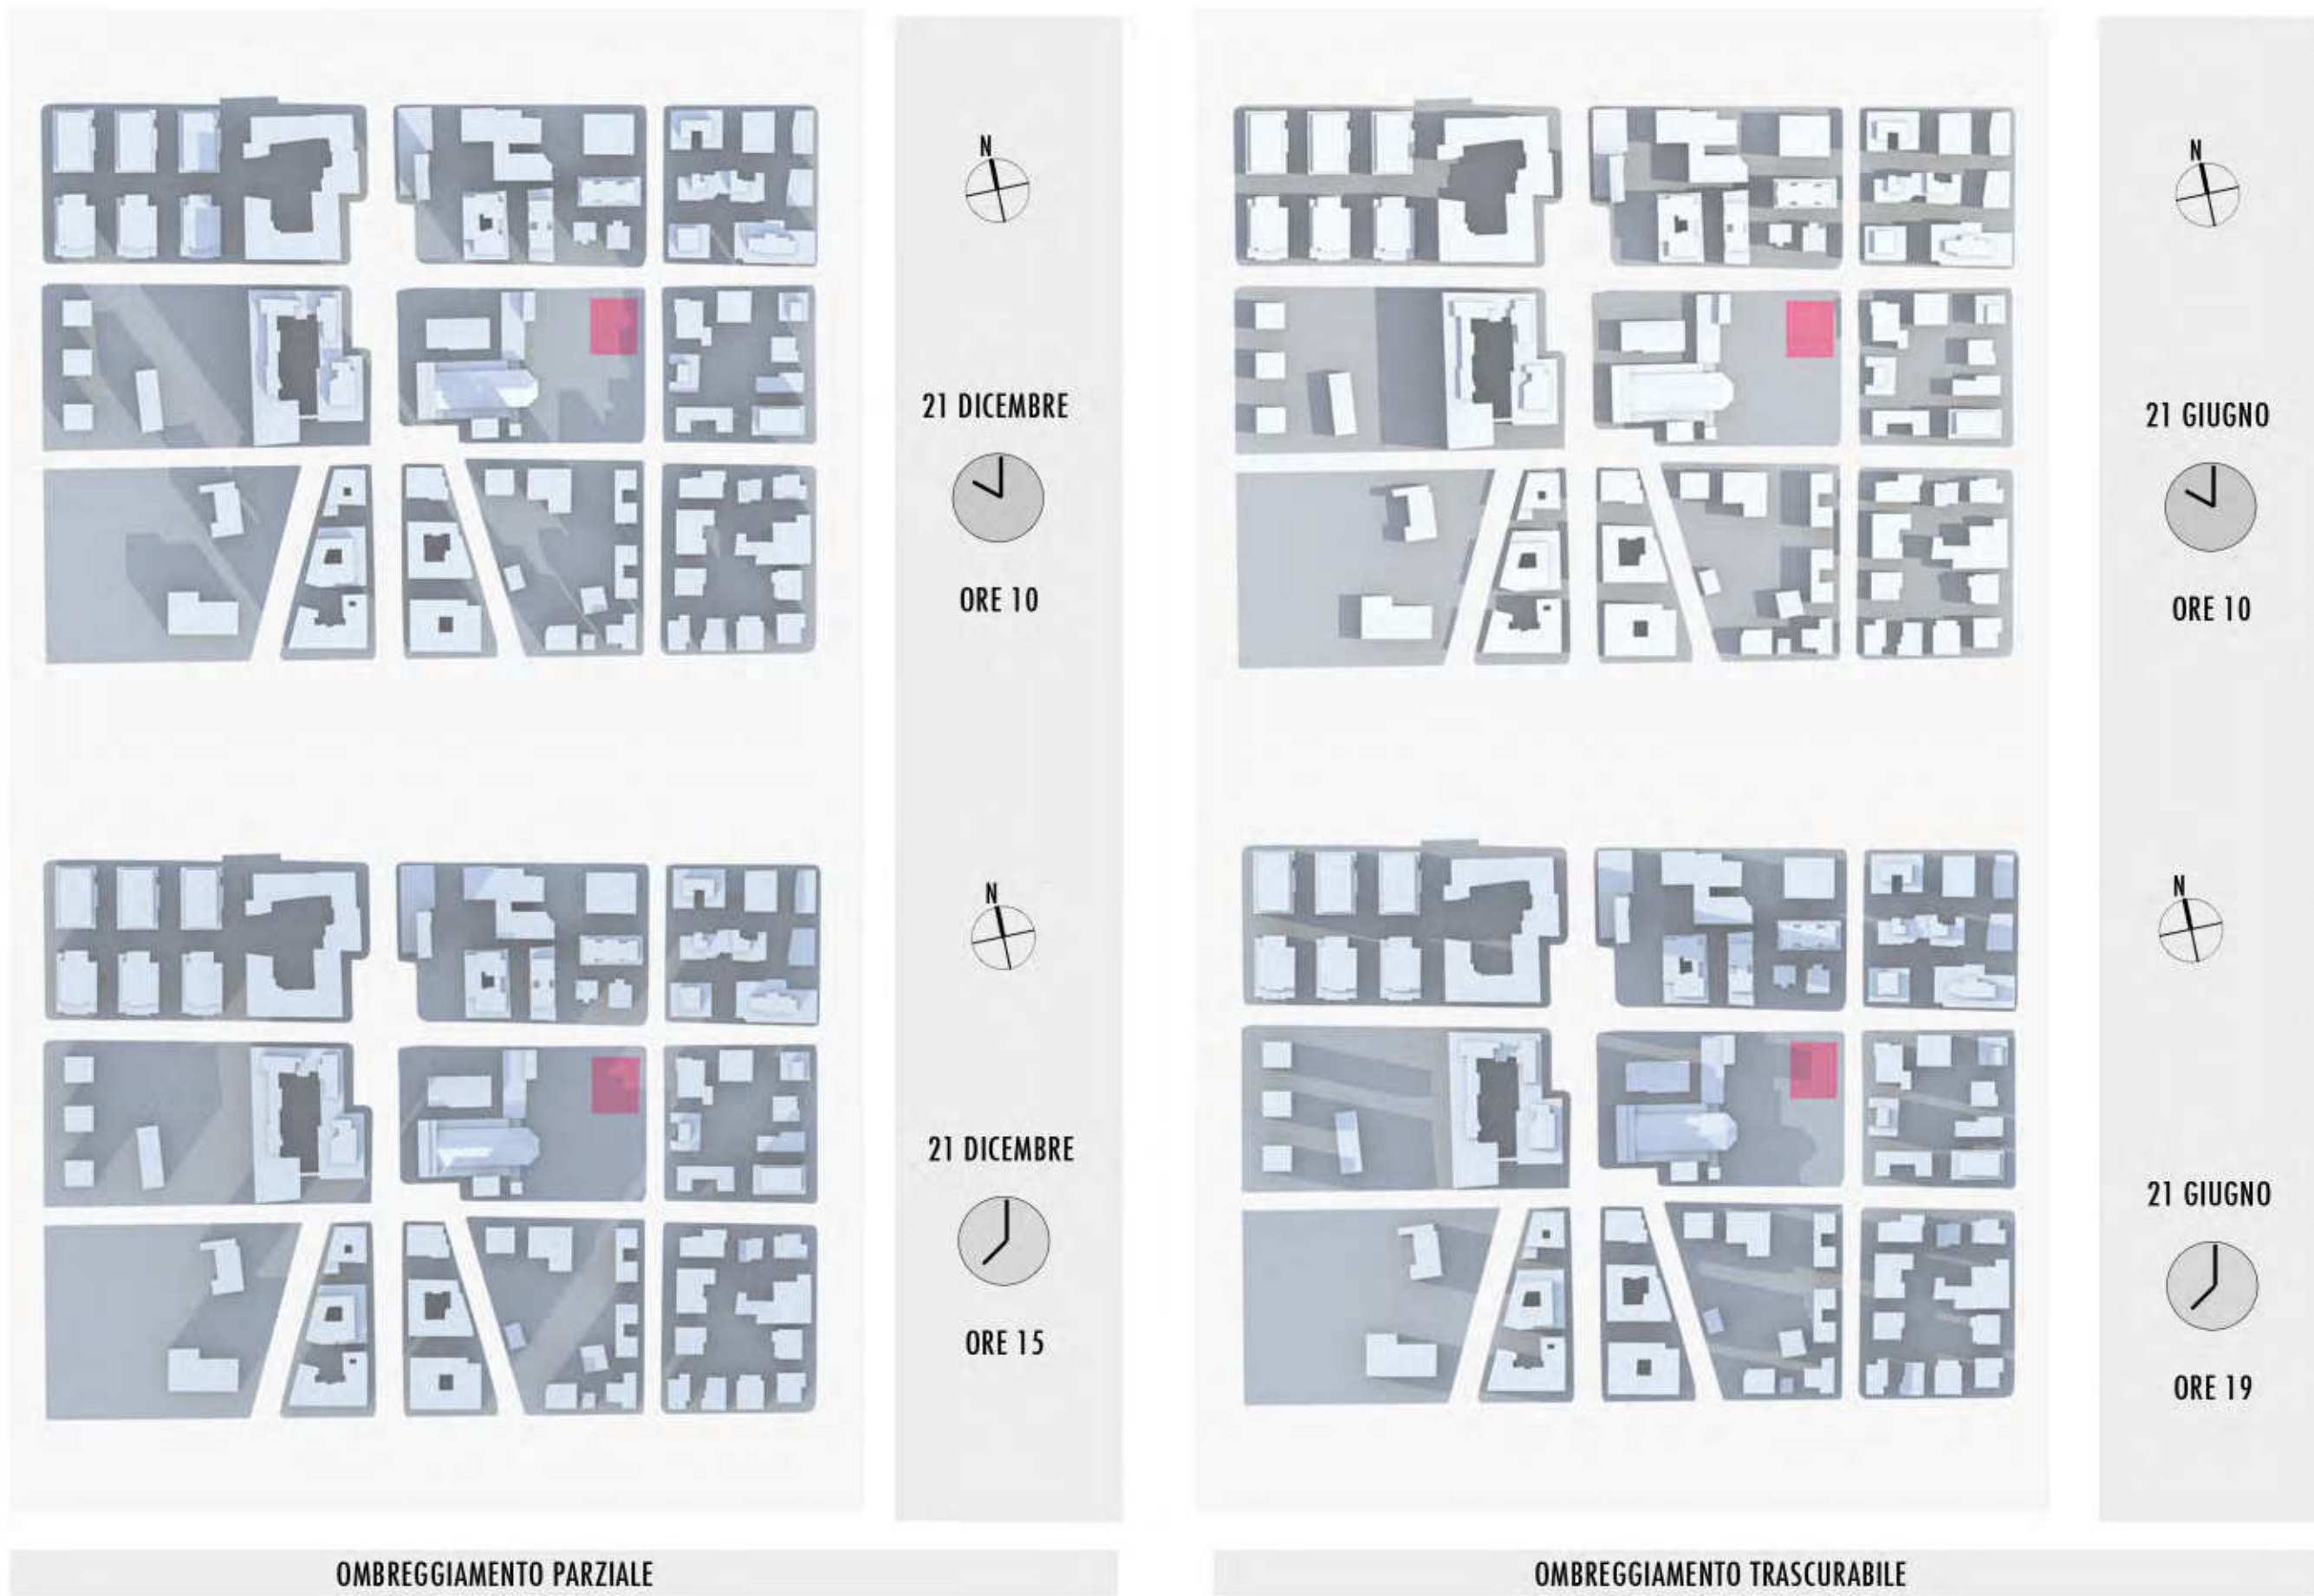 N
21 DICEMBRE
ORE 10
N
21 GIUGNO
ORE 10
N
21 DICEMBRE
ORE 15
N
21 GIUGNO
ORE 19
OMBREGGIAMENTO PARZIALE
OMBREGGIAMENTO TRASCURABILE